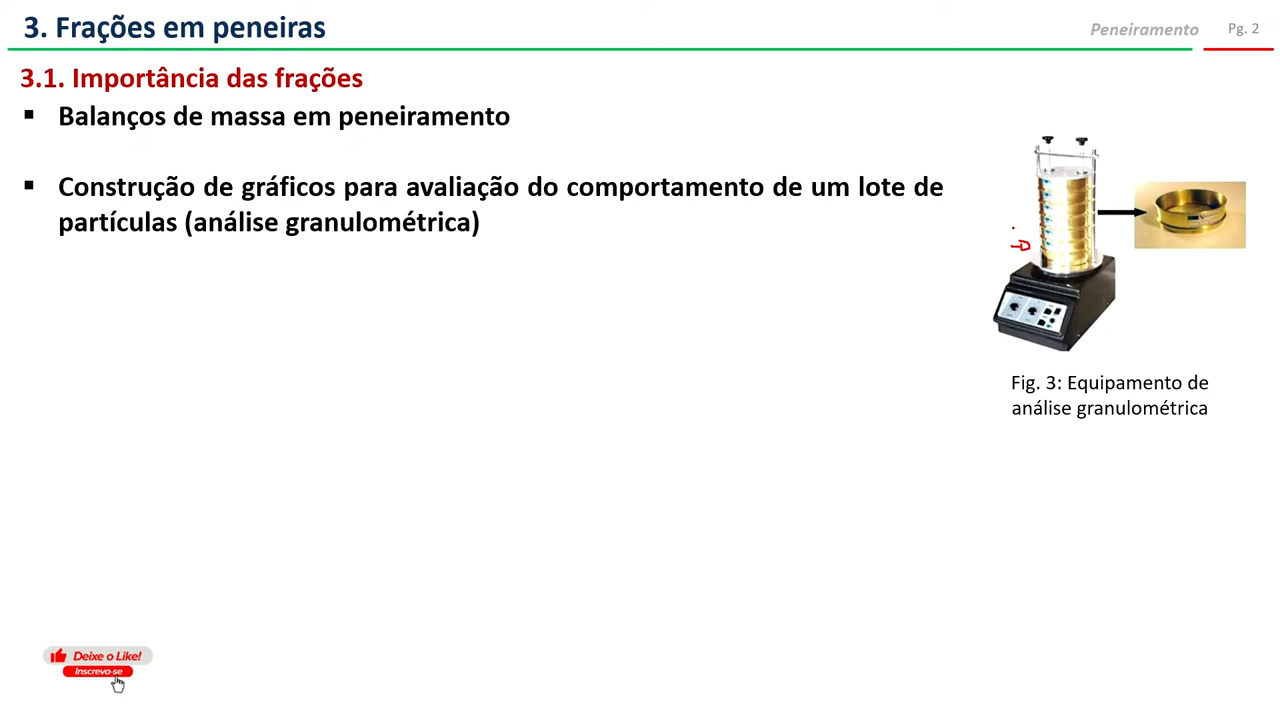 3. Frações em peneiras
Peneiramento
Pg. 2
3.1. Importância das frações
▪ Balanços de massa em peneiramento
▪ Construção de gráficos para avaliação do comportamento de um lote de
partículas (análise granulométrica)
Fig. 3: Equipamento de
análise granulométrica
Deixe o Like!
Inscreva-se